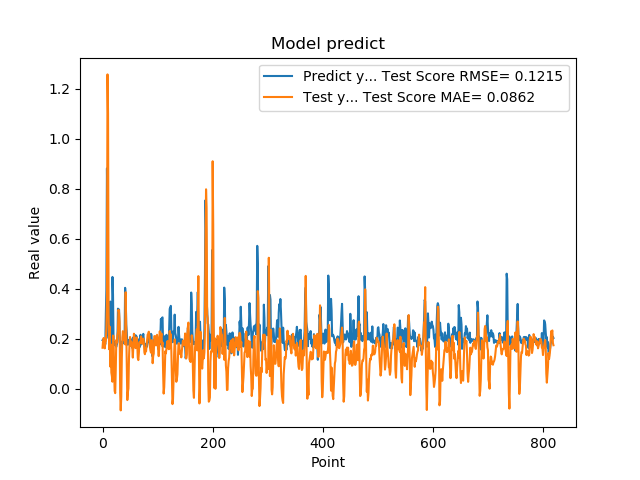 Model predict
Predict y... Test Score RMSE= 0.1215
Test y... Test Score MAE= 0.0862
1.2
1.0
0.8
0.6
0.4
0.2
0.0
Real value
0 200 400 600 800
Point